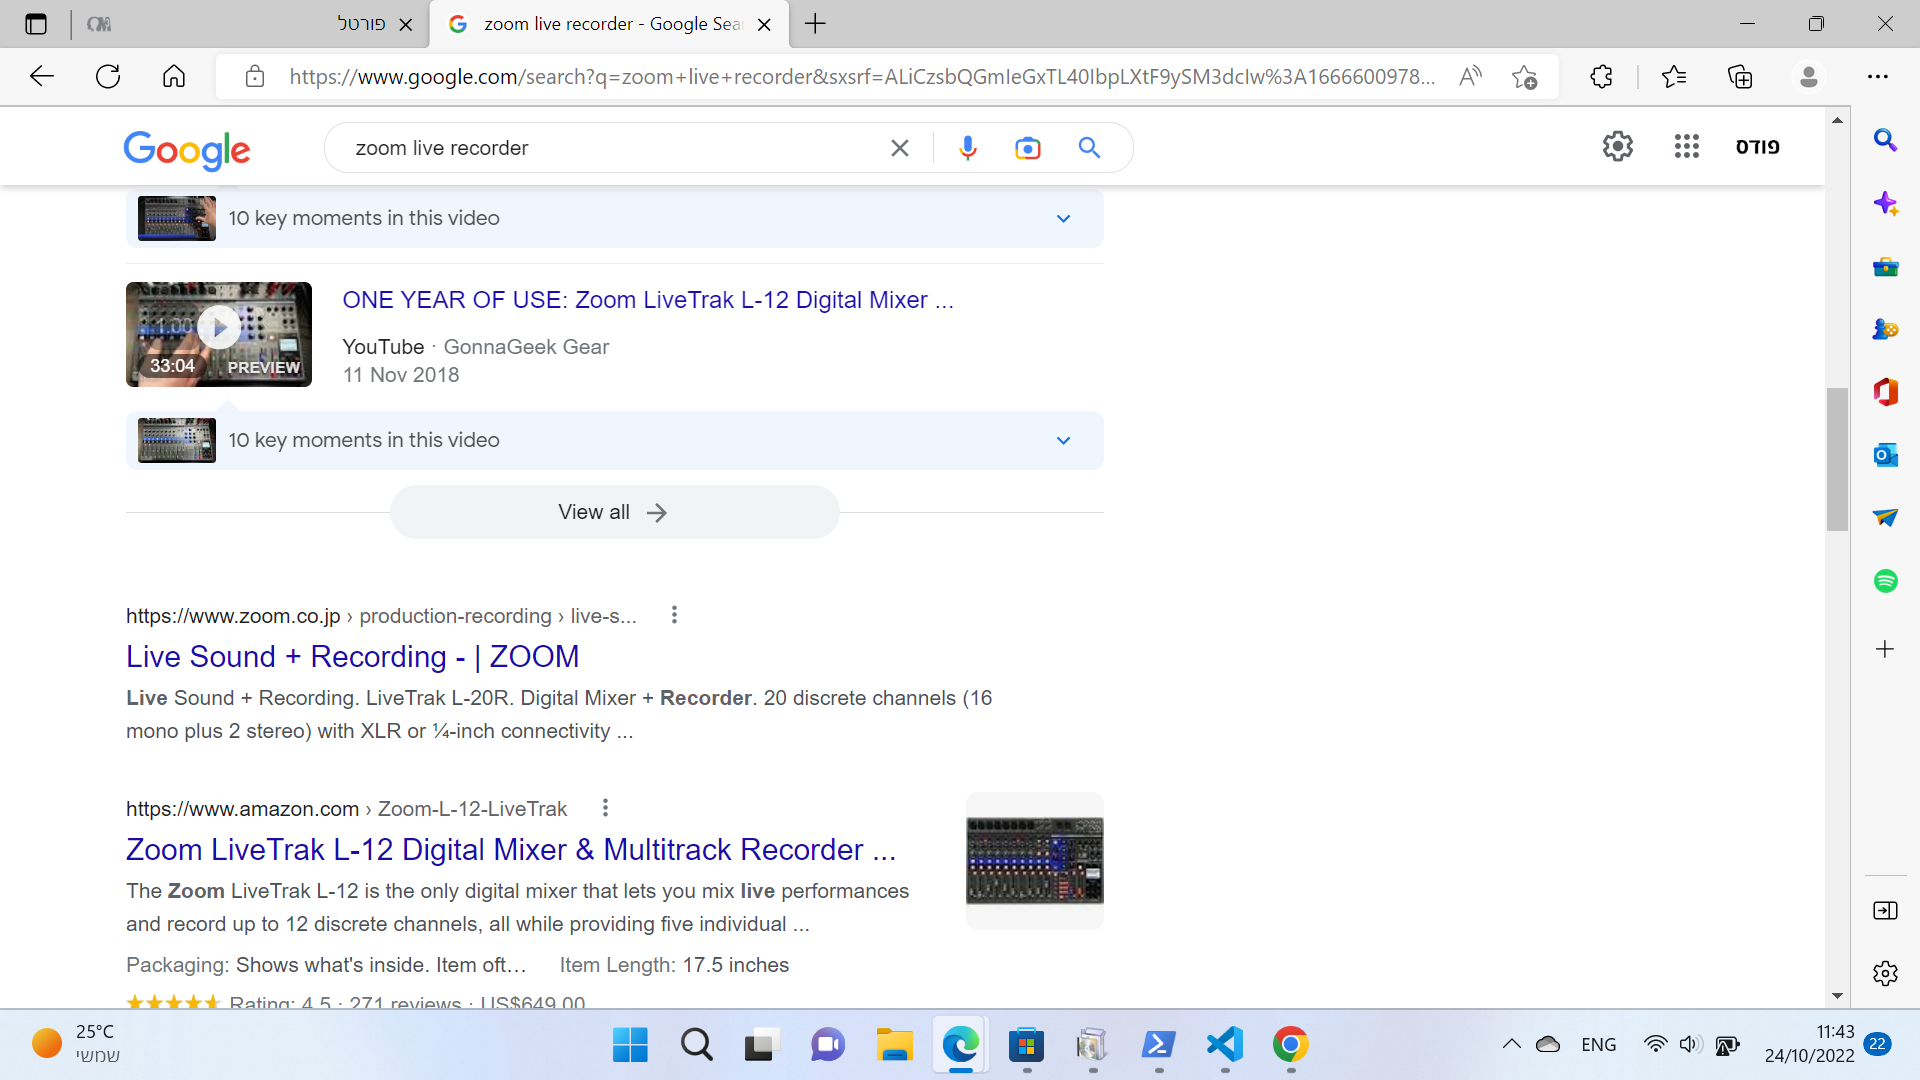 פורטל
zoom live recorder - Google Sea
https://www.google.com/search?q=zoom+live+recorder&sxsrf=ALiCzsbQGmIeGxTL40IbpLXtF9ySM3dcIw%3A1666600978...
Google
zoom live recorder
פודס
10 key moments in this video
ONE YEAR OF USE: Zoom LiveTrak L-12 Digital Mixer ...
YouTube · GonnaGeek Gear
11 Nov 2018
33:04
PREVIEW
10 key moments in this video
View all
https://www.zoom.co.jp › production-recording › live-s...
Live Sound + Recording - | ZOOM
Live Sound + Recording. LiveTrak L-20R. Digital Mixer + Recorder. 20 discrete channels (16
mono plus 2 stereo) with XLR or ¼-inch connectivity ...
https://www.amazon.com › Zoom-L-12-LiveTrak
Zoom LiveTrak L-12 Digital Mixer & Multitrack Recorder ...
The Zoom LiveTrak L-12 is the only digital mixer that lets you mix live performances
and record up to 12 discrete channels, all while providing five individual ...
Packaging: Shows what's inside. Item oft... Item Length: 17.5 inches
Rating: 4.5 · 271 reviews · US$649.00
25°C
שמשי
ENG
11:43
24/10/2022
22